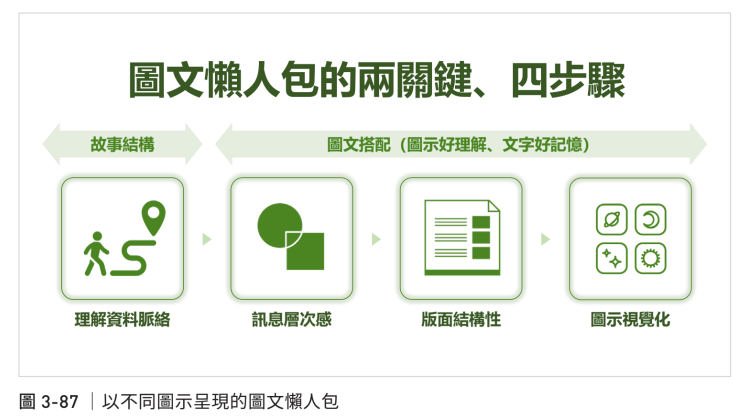 圖文懶人包的兩關鍵、四步驟
故事結構
圖文搭配（圖示好理解、文字好記憶）
理解資料脈絡
訊息層次感
版面結構性
圖示視覺化
圖 3-87 ｜以不同圖示呈現的圖文懶人包